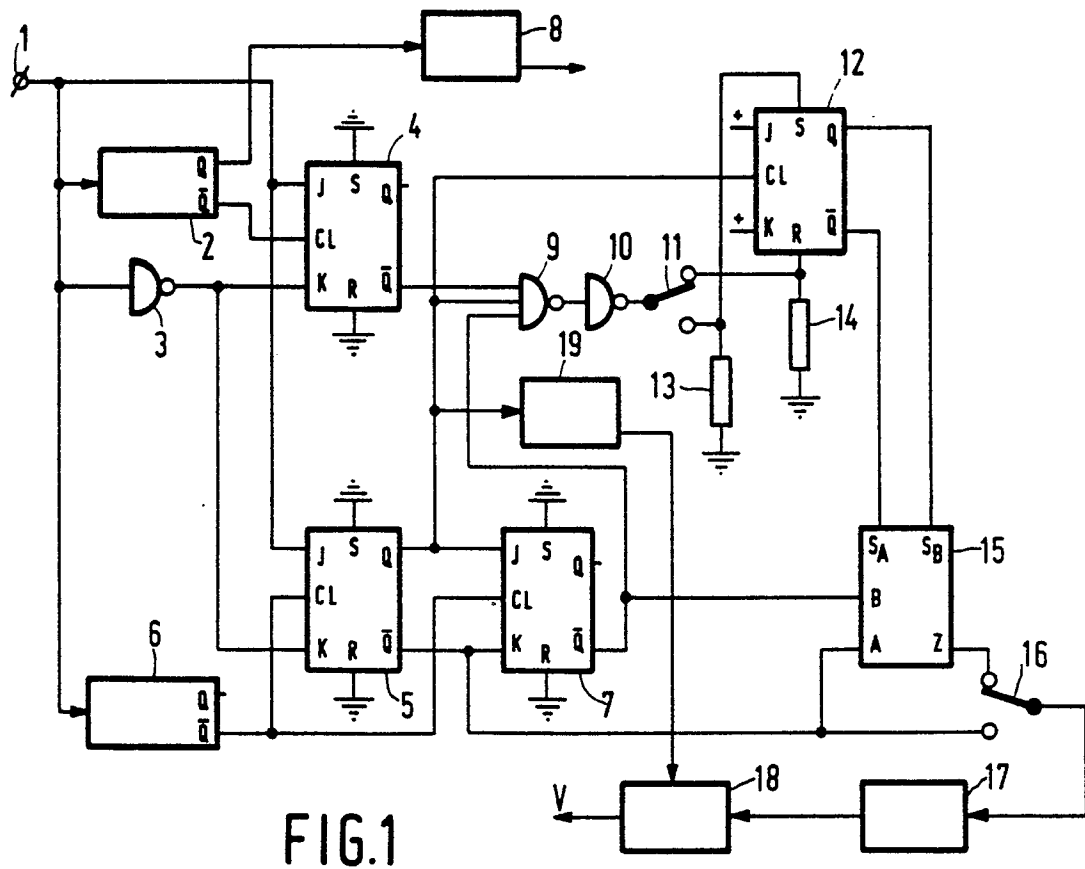 1
8
12
4
Q
Q̅
2
J S Q
CL
K R Q̅
+ J S Q
CL
+ K R Q̅
9 10 11
3
14
19
13
J S Q
CL
K R Q̅
J S Q
CL
K R Q̅
SA SB
15
B
A Z
6
Q
Q̅
5
7
16
V
18
17
FIG.1